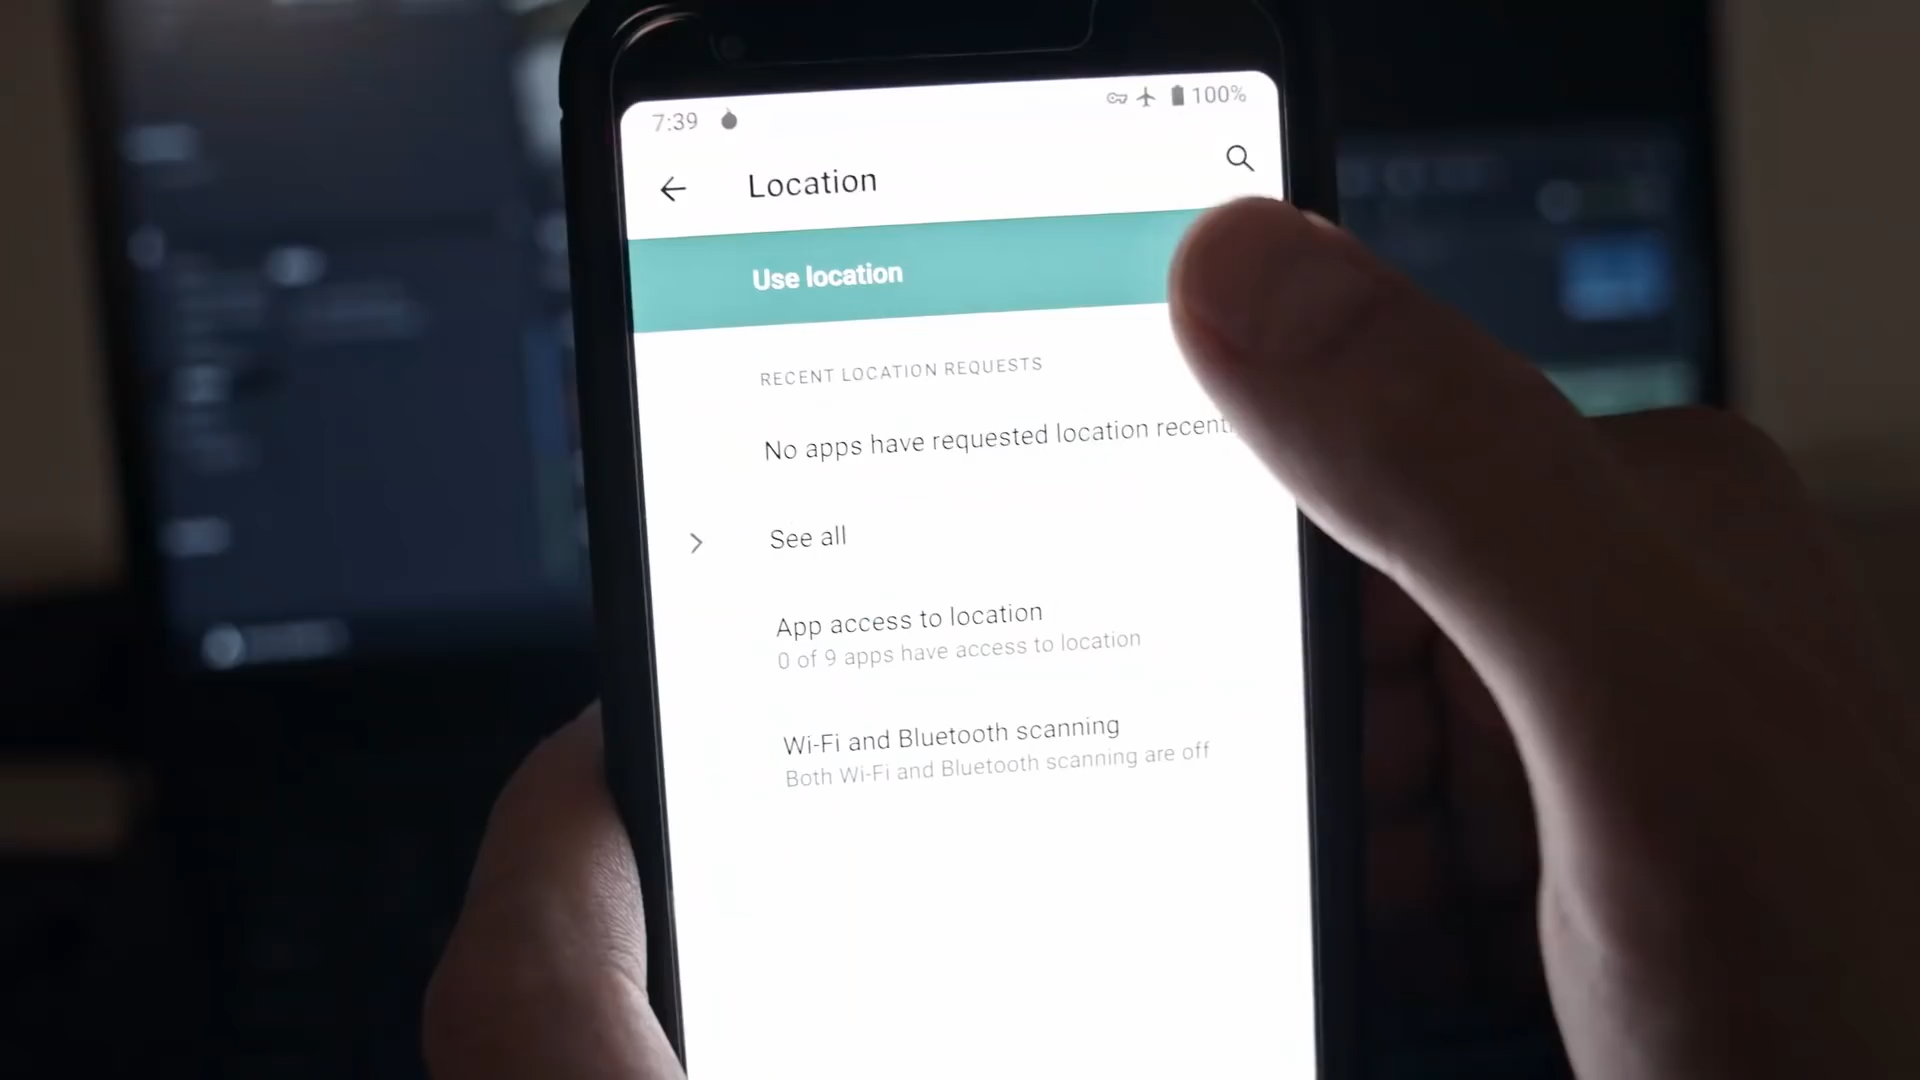 7:39 100%
Location
Use location
RECENT LOCATION REQUESTS
No apps have requested location
See all
App access to location
0 of 9 apps have access to location
Wi-Fi and Bluetooth scanning
Both Wi-Fi and Bluetooth scanning are off